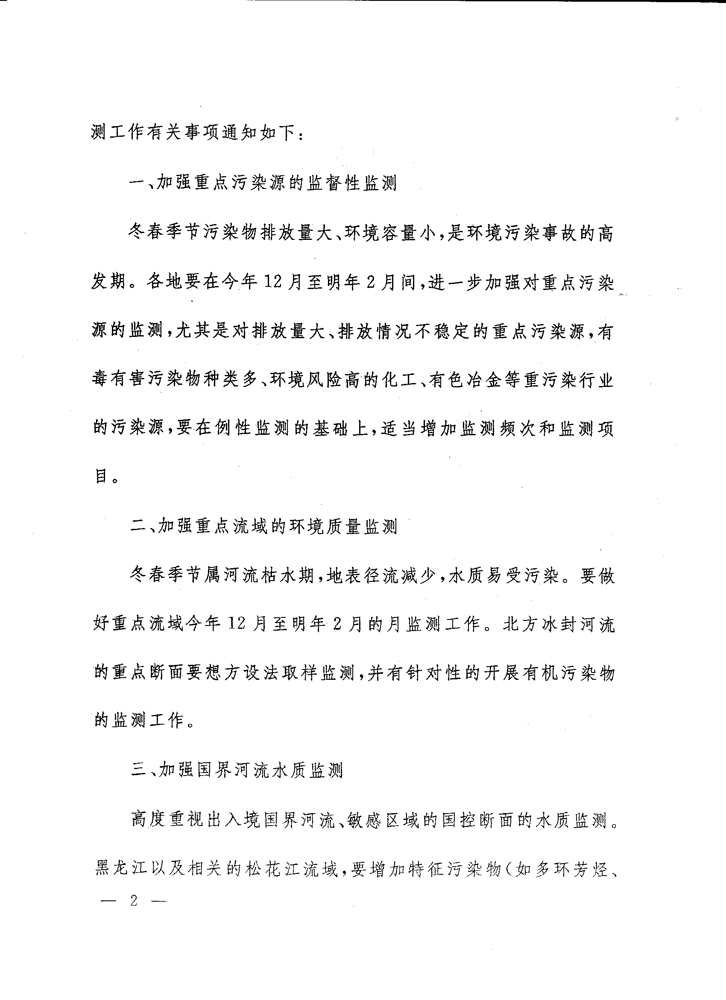 测工作有关事项通知如下：
一、加强重点污染源的监督性监测
冬春季节污染物排放量大、环境容量小，是环境污染事故的高
发期。各地要在今年12月至明年2月间，进一步加强对重点污染
源的监测，尤其是对排放量大、排放情况不稳定的重点污染源，有
毒有害污染物种类多、环境风险高的化工、有色冶金等重污染行业
的污染源，要在例性监测的基础上，适当增加监测频次和监测项
目。
二、加强重点流域的环境质量监测
冬春季节属河流枯水期，地表径流减少，水质易受污染。要做
好重点流域今年12月至明年2月的月监测工作。北方冰封河流
的重点断面要想方设法取样监测，并有针对性的开展有机污染物
的监测工作。
三、加强国界河流水质监测
高度重视出入境国界河流、敏感区域的国控断面的水质监测。
黑龙江以及相关的松花江流域，要增加特征污染物（如多环芳烃、
— 2 —